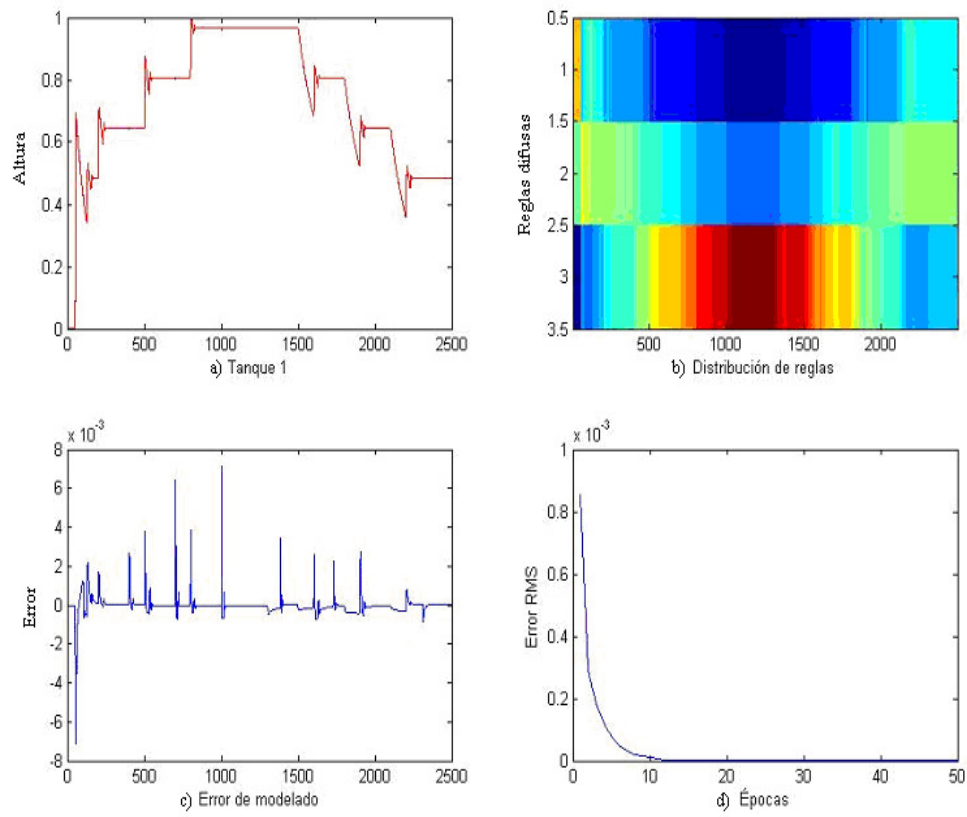 1
0.8
0.6
0.4
0.2
0
Altura
0 500 1000 1500 2000 2500
a) Tanque 1
0.5
1
1.5
2
2.5
3
3.5
Reglas difusas
500 1000 1500 2000
b) Distribución de reglas
x 10-3
8
6
4
2
0
-2
-4
-6
-8
Error
0 500 1000 1500 2000 2500
c) Error de modelado
x 10-3
1
0.8
0.6
0.4
0.2
0
Error RMS
0 10 20 30 40 50
d) Épocas